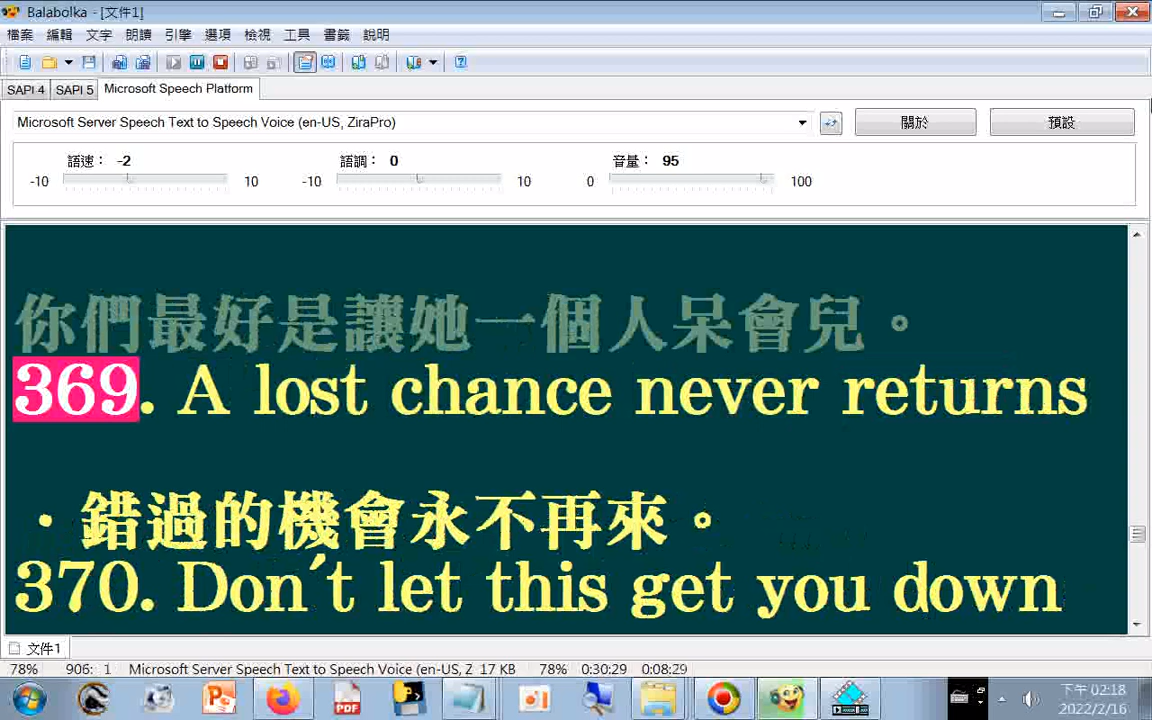 Balabolka - [文件1]
檔案 編輯 文字 朗讀 引擎 選項 檢視 工具 書籤 說明
SAPI 4 SAPI 5 Microsoft Speech Platform
Microsoft Server Speech Text to Speech Voice (en-US, ZiraPro) 關於 預設
語速： -2 語調： 0 音量： 95
-10 10 -10 10 0 100
你們最好是讓她一個人呆會兒。
369. A lost chance never returns
．錯過的機會永不再來。
370. Don't let this get you down
文件1
78% 906: 1 Microsoft Server Speech Text to Speech Voice (en-US, Z 17 KB 78% 0:30:29 0:08:29
PDF
下午 02:18
2022/2/16